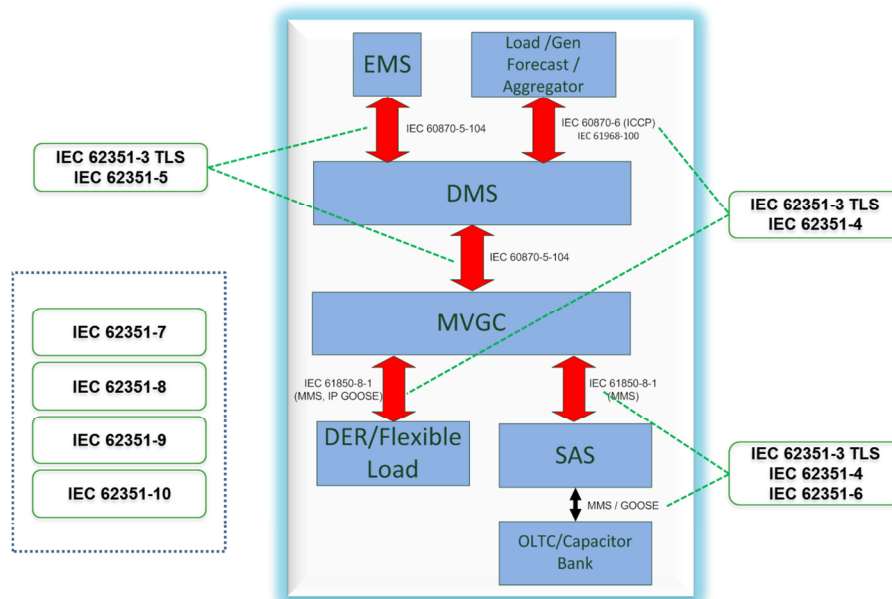 EMS
Load /Gen
Forecast /
Aggregator
IEC 60870-5-104
IEC 60870-6 (ICCP)
IEC 61968-100
IEC 62351-3 TLS
IEC 62351-5
DMS
IEC 62351-3 TLS
IEC 62351-4
IEC 60870-5-104
MVGC
IEC 62351-7
IEC 62351-8
IEC 62351-9
IEC 62351-10
IEC 61850-8-1
(MMS, IP GOOSE)
IEC 61850-8-1
(MMS)
DER/Flexible
Load
SAS
IEC 62351-3 TLS
IEC 62351-4
IEC 62351-6
MMS / GOOSE
OLTC/Capacitor
Bank